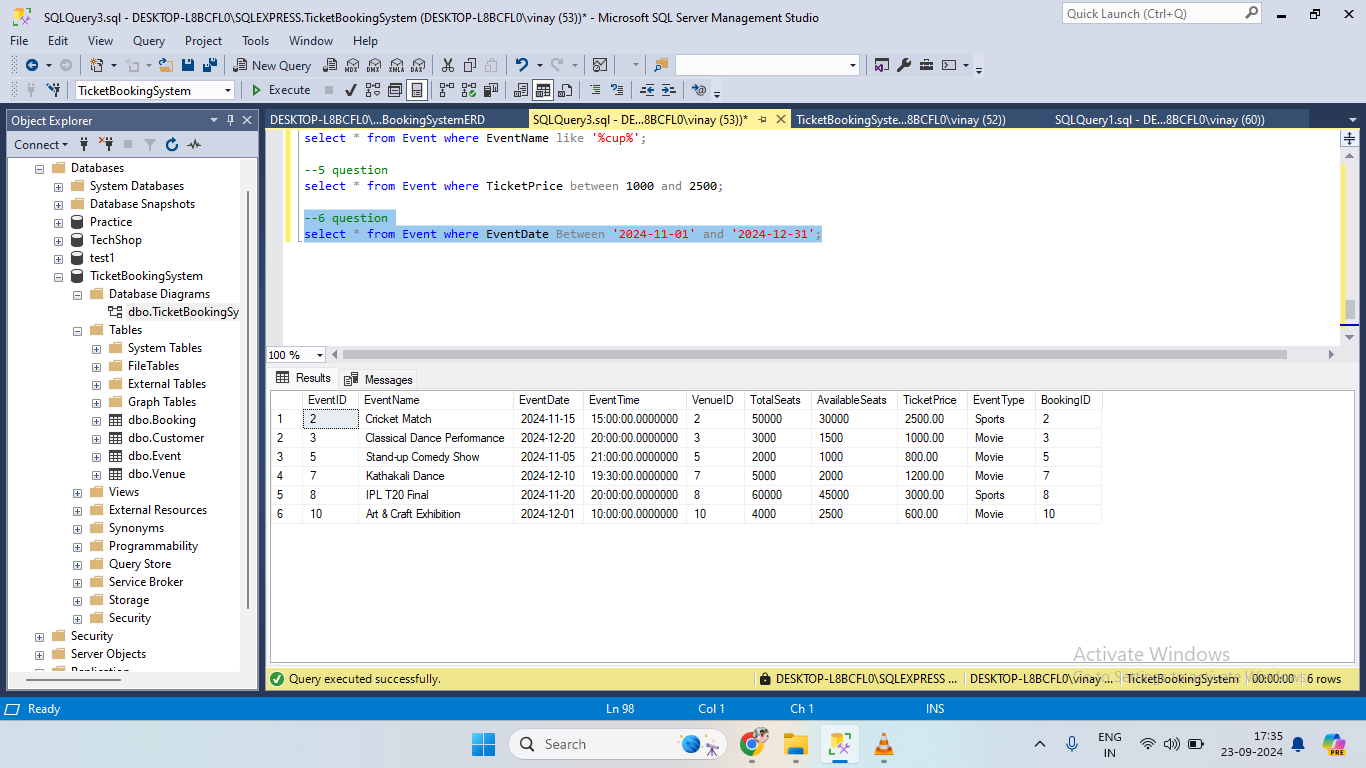 SQLQuery3.sql - DESKTOP-L8BCFL0\SQLEXPRESS.TicketBookingSystem (DESKTOP-L8BCFL0\vinay (53))* - Microsoft SQL Server Management Studio
Quick Launch (Ctrl+Q)
File Edit View Query Project Tools Window Help
New Query MDX DMX XMLA DAX
TicketBookingSystem Execute
Object Explorer
Connect
Databases
System Databases
Database Snapshots
Practice
TechShop
test1
TicketBookingSystem
Database Diagrams
dbo.TicketBookingSy
Tables
System Tables
FileTables
External Tables
Graph Tables
dbo.Booking
dbo.Customer
dbo.Event
dbo.Venue
Views
External Resources
Synonyms
Programmability
Query Store
Service Broker
Storage
Security
Security
Server Objects
Replication
DESKTOP-L8BCFL0\...BookingSystemERD SQLQuery3.sql - DE...8BCFL0\vinay (53))* TicketBookingSyste...8BCFL0\vinay (52)) SQLQuery1.sql - DE...8BCFL0\vinay (60))
select * from Event where EventName like '%cup%';
--5 question
select * from Event where TicketPrice between 1000 and 2500;
--6 question
select * from Event where EventDate Between '2024-11-01' and '2024-12-31';
100 %
Results Messages
EventID EventName EventDate EventTime VenueID TotalSeats AvailableSeats TicketPrice EventType BookingID
1 2 Cricket Match 2024-11-15 15:00:00.0000000 2 50000 30000 2500.00 Sports 2
2 3 Classical Dance Performance 2024-12-20 20:00:00.0000000 3 3000 1500 1000.00 Movie 3
3 5 Stand-up Comedy Show 2024-11-05 21:00:00.0000000 5 2000 1000 800.00 Movie 5
4 7 Kathakali Dance 2024-12-10 19:30:00.0000000 7 5000 2000 1200.00 Movie 7
5 8 IPL T20 Final 2024-11-20 20:00:00.0000000 8 60000 45000 3000.00 Sports 8
6 10 Art & Craft Exhibition 2024-12-01 10:00:00.0000000 10 4000 2500 600.00 Movie 10
Activate Windows
Query executed successfully. DESKTOP-L8BCFL0\SQLEXPRESS ... DESKTOP-L8BCFL0\vinay ... TicketBookingSystem 00:00:00 6 rows
Ready Ln 98 Col 1 Ch 1 INS
Search
ENG
IN
17:35
23-09-2024
PRE